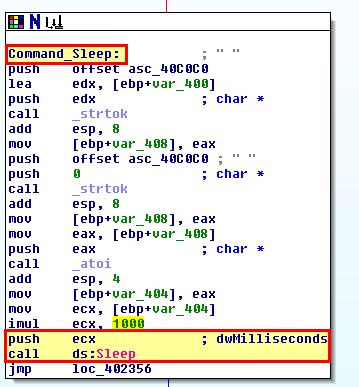 Command_Sleep: ; " "
push offset asc_40C0C0
lea edx, [ebp+var_400]
push edx ; char *
call _strtok
add esp, 8
mov [ebp+var_408], eax
push offset asc_40C0C0 ; " "
push 0 ; char *
call _strtok
add esp, 8
mov [ebp+var_408], eax
mov eax, [ebp+var_408]
push eax ; char *
call _atoi
add esp, 4
mov [ebp+var_404], eax
mov ecx, [ebp+var_404]
imul ecx, 1000
push ecx ; dwMilliseconds
call ds:Sleep
jmp loc_402356